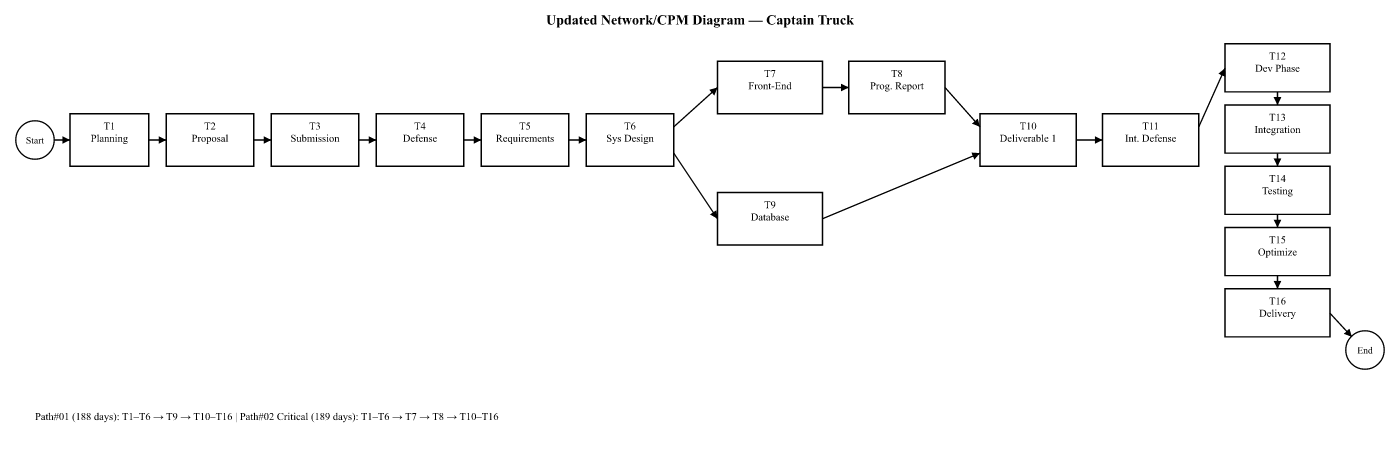 Updated Network/CPM Diagram — Captain Truck
Start
T1
Planning
T2
Proposal
T3
Submission
T4
Defense
T5
Requirements
T6
Sys Design
T7
Front-End
T8
Prog. Report
T9
Database
T10
Deliverable 1
T11
Int. Defense
T12
Dev Phase
T13
Integration
T14
Testing
T15
Optimize
T16
Delivery
End
Path#01 (188 days): T1–T6 → T9 → T10–T16 | Path#02 Critical (189 days): T1–T6 → T7 → T8 → T10–T16